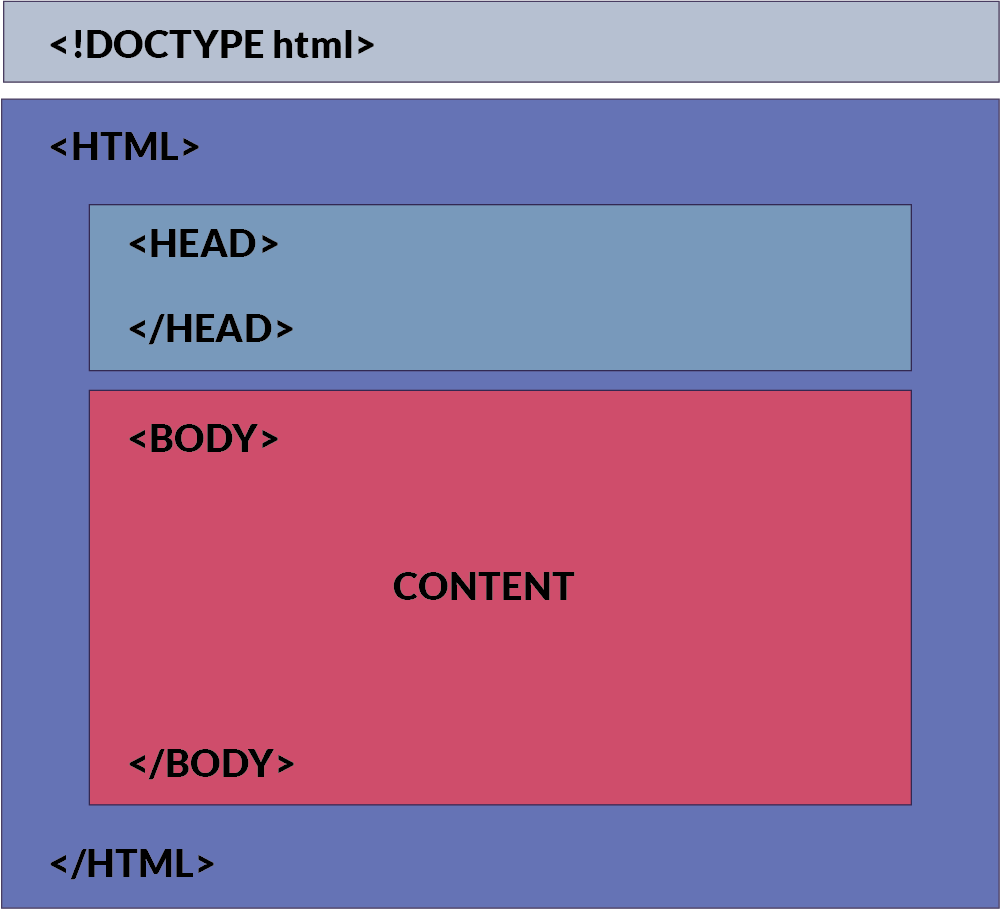 <!DOCTYPE html>
<HTML>
<HEAD>
</HEAD>
<BODY>
CONTENT
</BODY>
</HTML>